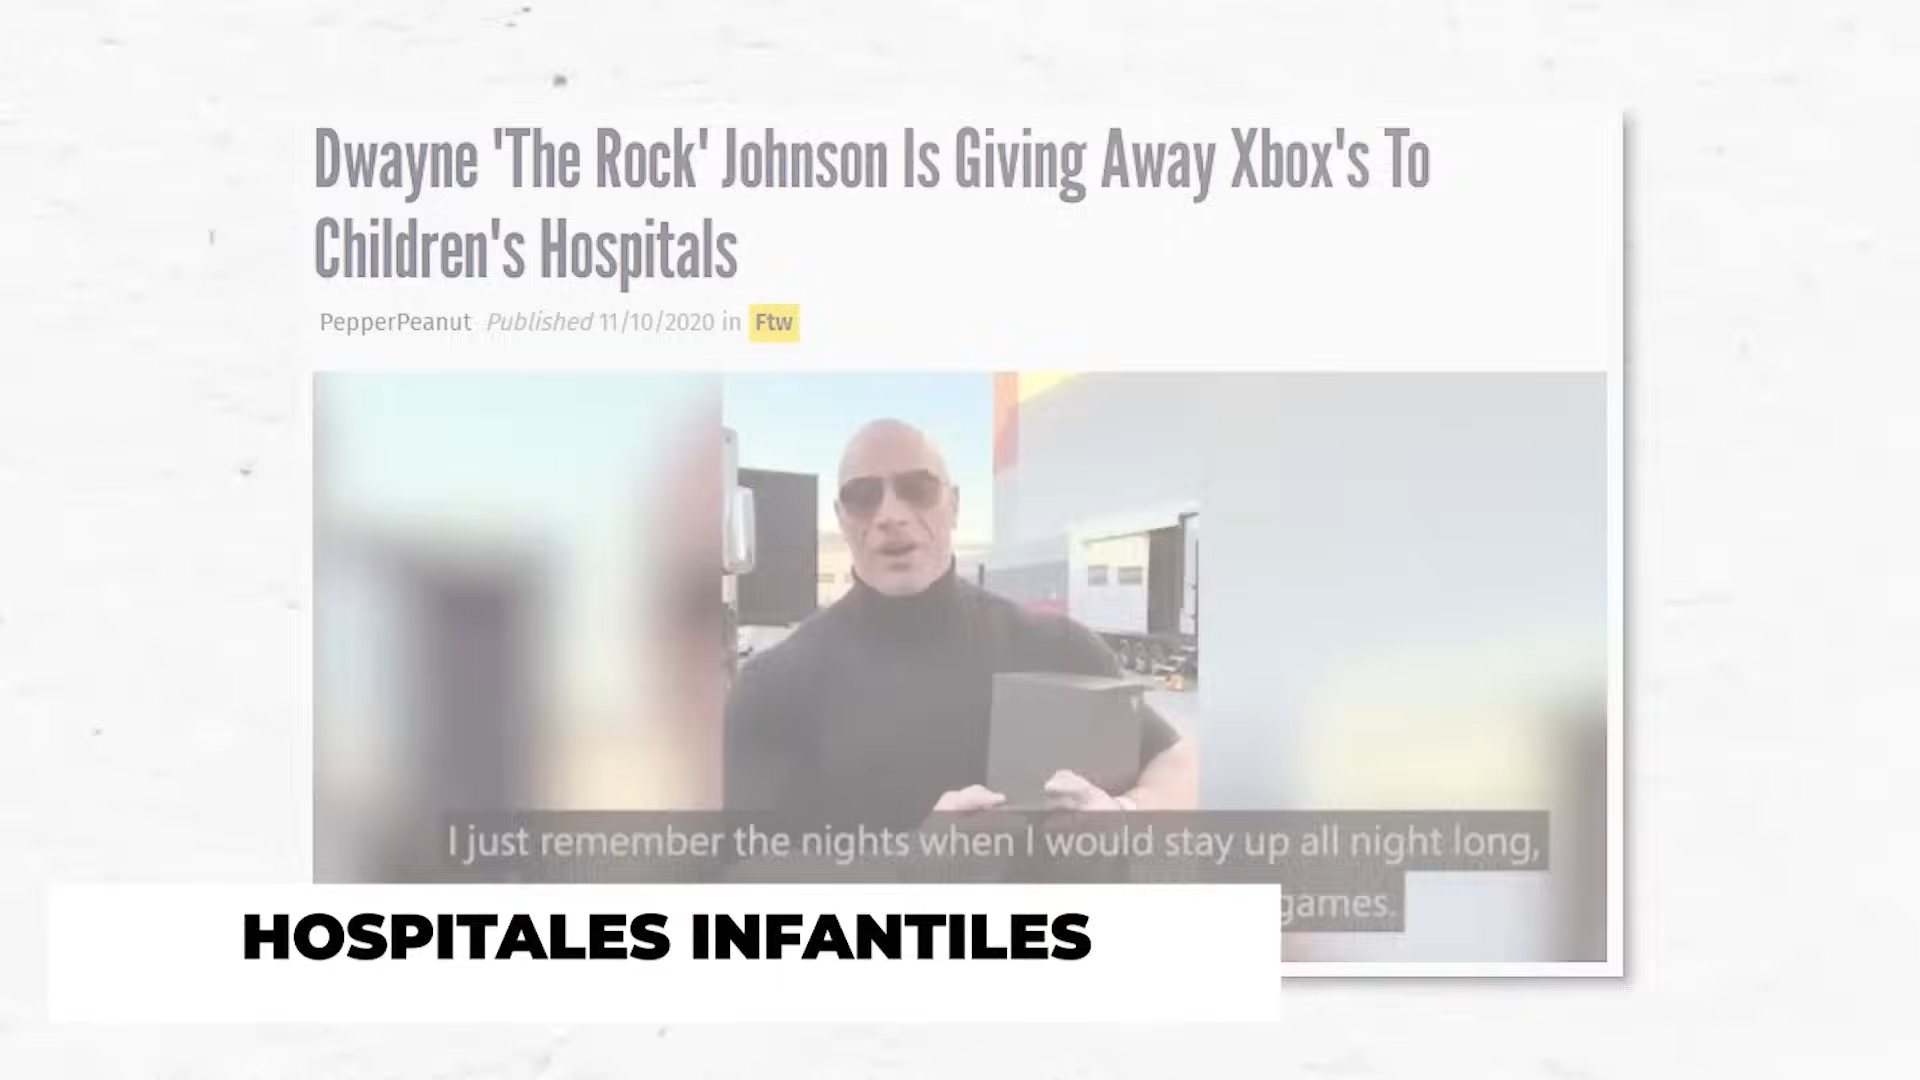 Dwayne 'The Rock' Johnson Is Giving Away Xbox's To
Children's Hospitals
PepperPeanut Published 11/10/2020 in Ftw
I just remember the nights when I would stay up all night long,
games.
HOSPITALES INFANTILES